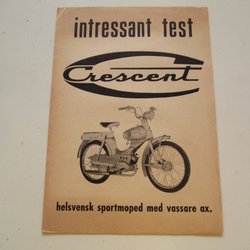 intressant test
Crescent
helsvensk sportmoped med vassare ax.